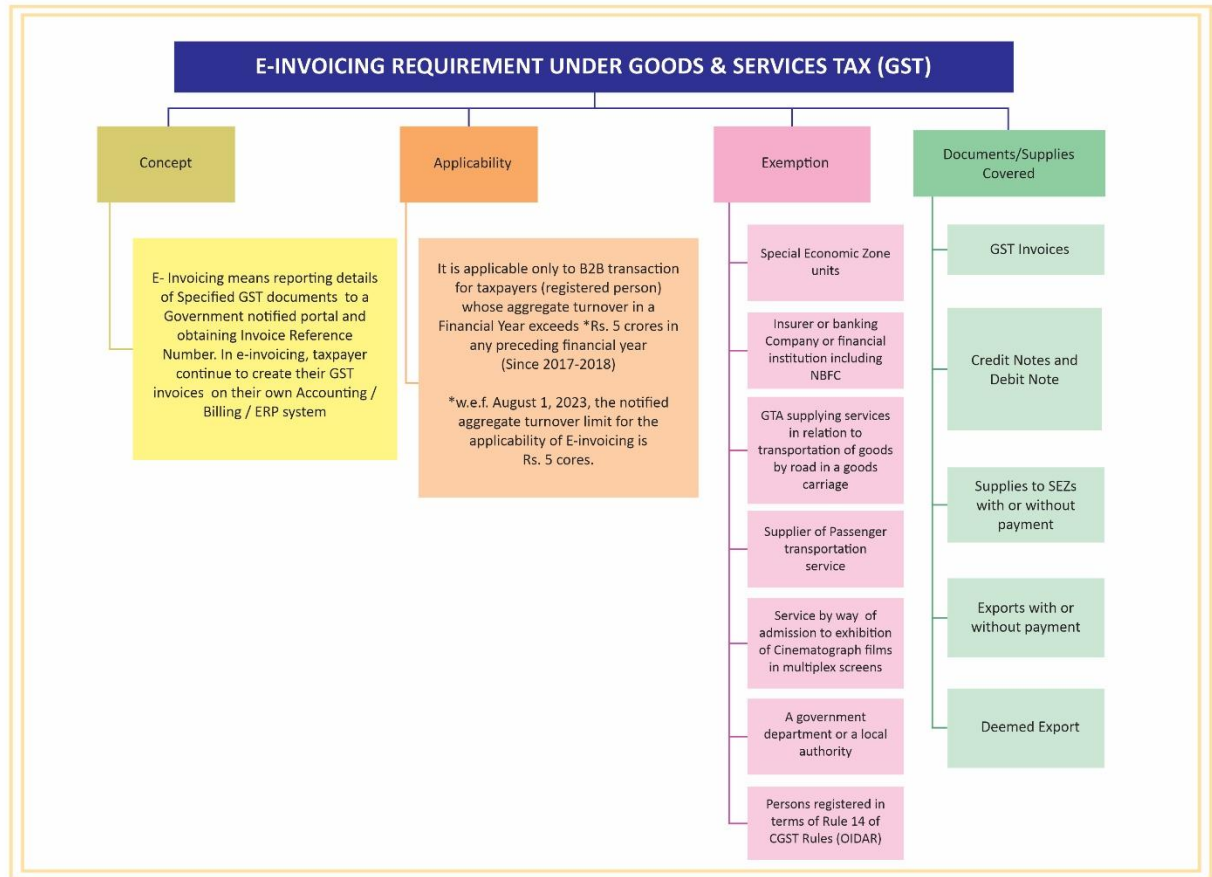 E-INVOICING REQUIREMENT UNDER GOODS & SERVICES TAX (GST)
Concept
E- Invoicing means reporting details
of Specified GST documents to a
Government notified portal and
obtaining Invoice Reference
Number. In e-invoicing, taxpayer
continue to create their GST
invoices on their own Accounting /
Billing / ERP system
Applicability
It is applicable only to B2B transaction
for taxpayers (registered person)
whose aggregate turnover in a
Financial Year exceeds *Rs. 5 crores in
any preceding financial year
(Since 2017-2018)
*w.e.f. August 1, 2023, the notified
aggregate turnover limit for the
applicability of E-invoicing is
Rs. 5 cores.
Exemption
Special Economic Zone
units
Insurer or banking
Company or financial
institution including
NBFC
GTA supplying services
in relation to
transportation of goods
by road in a goods
carriage
Supplier of Passenger
transportation
service
Service by way of
admission to exhibition
of Cinematograph films
in multiplex screens
A government
department or a local
authority
Persons registered in
terms of Rule 14 of
CGST Rules (OIDAR)
Documents/Supplies
Covered
GST Invoices
Credit Notes and
Debit Note
Supplies to SEZs
with or without
payment
Exports with or
without payment
Deemed Export